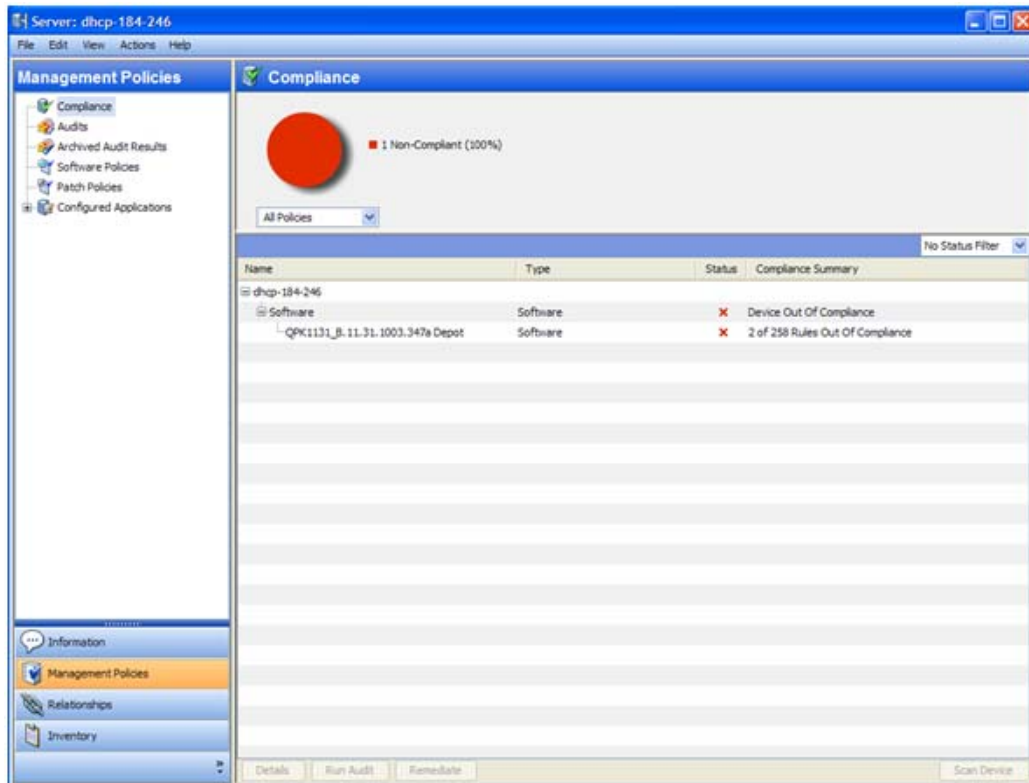 Server: dhcp-184-246
File Edit View Actions Help
Management Policies
Compliance
Audits
Archived Audit Results
Software Policies
Patch Policies
Configured Applications
Information
Management Policies
Relationships
Inventory
Compliance
1 Non-Compliant (100%)
All Policies
No Status Filter
Name Type Status Compliance Summary
dhcp-184-246
Software Software Device Out Of Compliance
QPK1131_B.11.31.1003.347a Depot Software 2 of 258 Rules Out Of Compliance
Details Run Audit Remediate Scan Device